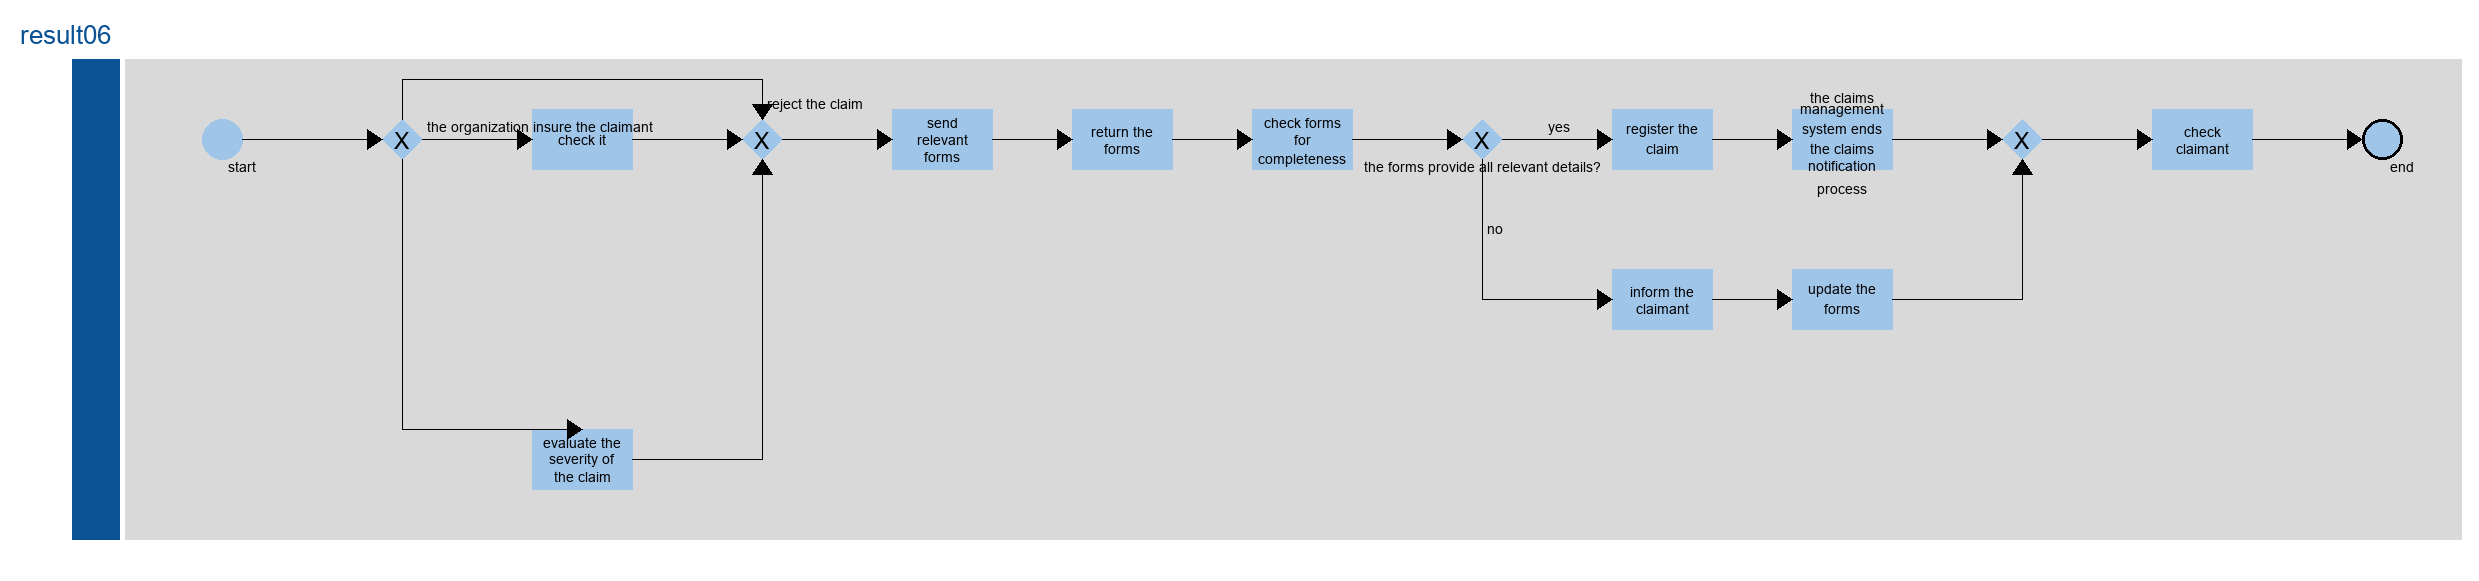 result06
start
X
the organization insure the claimant
check it
reject the claim
X
send
relevant
forms
return the
forms
check forms
for
completeness
X
the forms provide all relevant details?
yes
no
register the
claim
the claims
management
system ends
the claims
notification
process
inform the
claimant
update the
forms
X
check
claimant
end
evaluate the
severity of
the claim